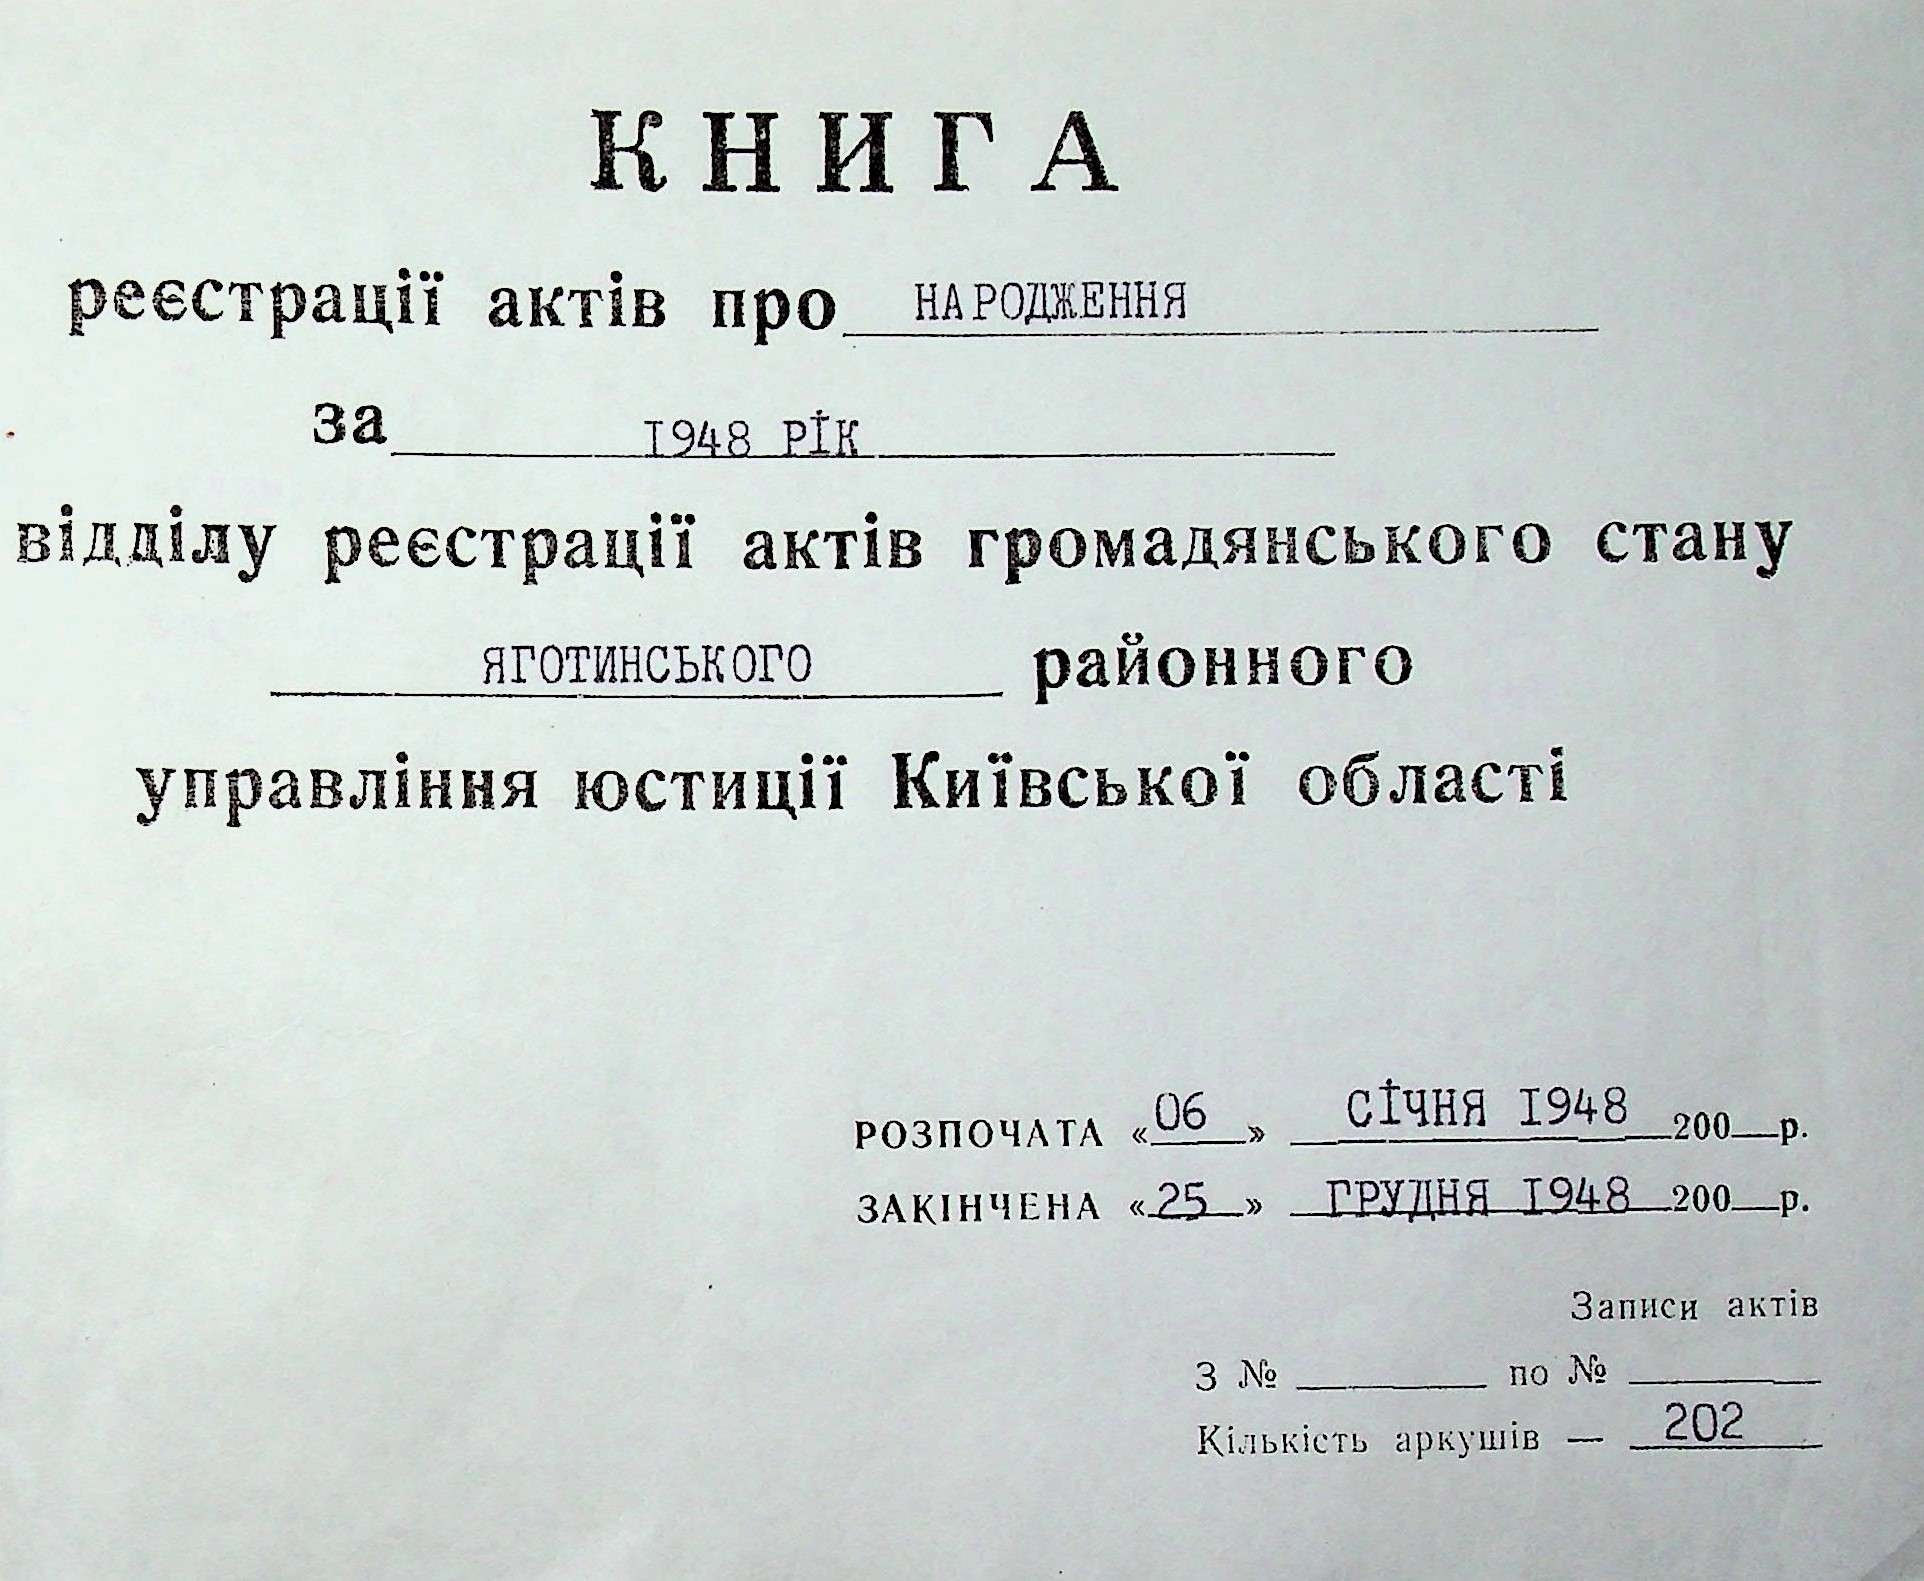 КНИГА
реєстрації актів про НАРОДЖЕННЯ
за 1948 РІК
відділу реєстрації актів громадянського стану
ЯГОТИНСЬКОГО районного
управління юстиції Київської області
РОЗПОЧАТА «06» СІЧНЯ 1948 200 р.
ЗАКІНЧЕНА «25» ГРУДНЯ 1948 200 р.
Записи актів
З № по №
Кількість аркушів — 202